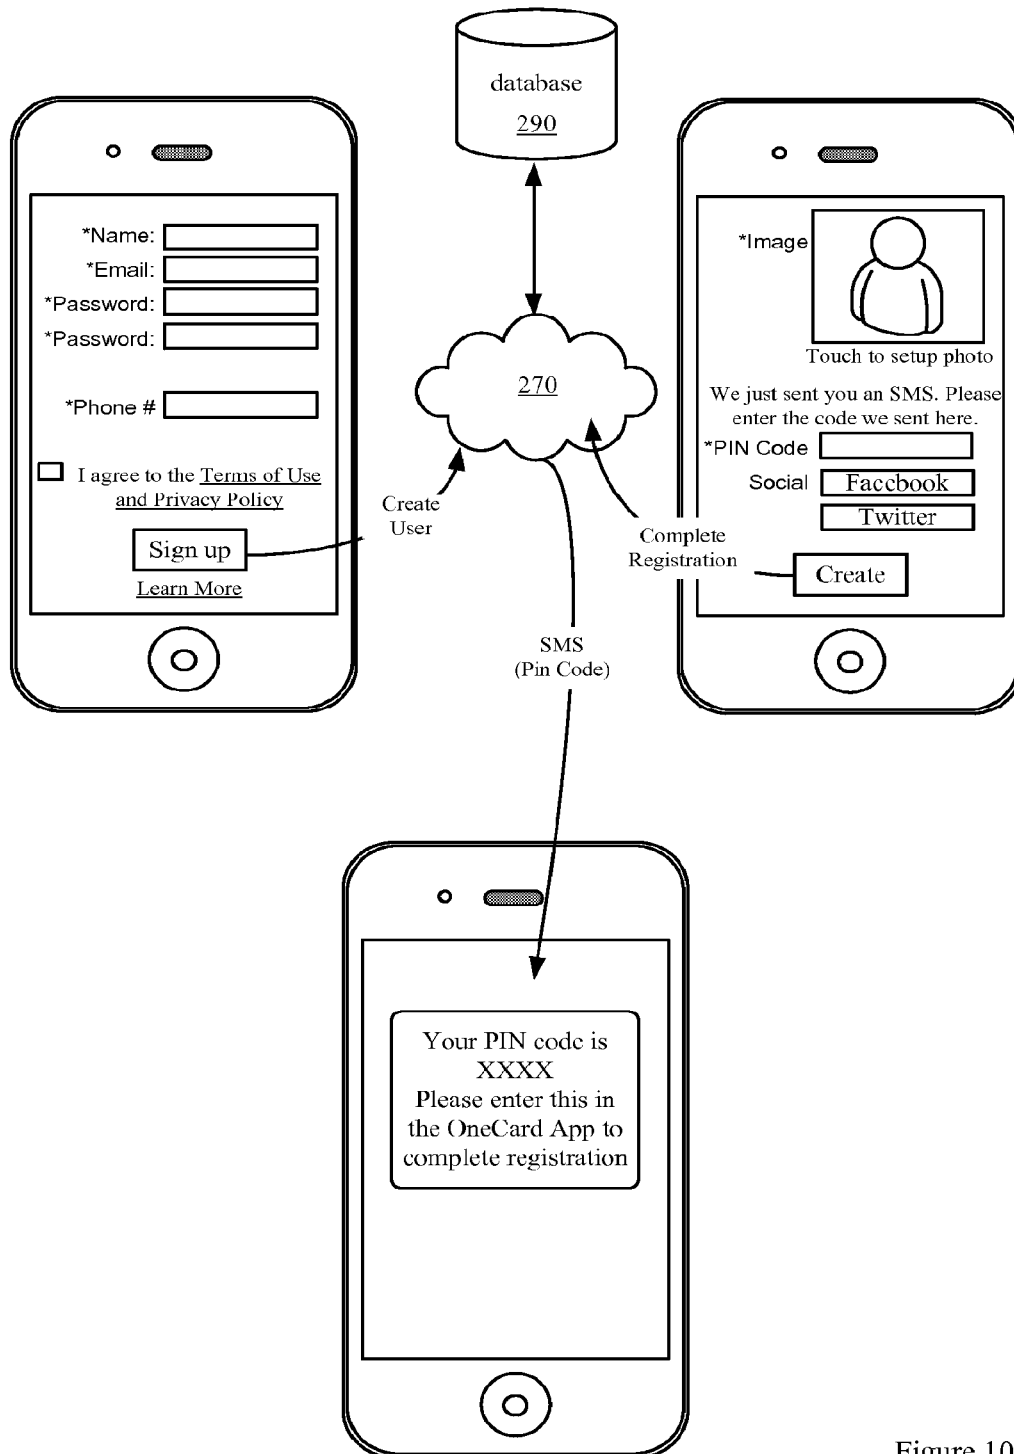 database
290
*Name:
*Email:
*Password:
*Password:
*Phone #
I agree to the Terms of Use
and Privacy Policy
Sign up
Learn More
270
Create
User
Complete
Registration
SMS
(Pin Code)
*Image
Touch to setup photo
We just sent you an SMS. Please
enter the code we sent here.
*PIN Code
Social
Facebook
Twitter
Create
Your PIN code is
XXXX
Please enter this in
the OneCard App to
complete registration
Figure 10